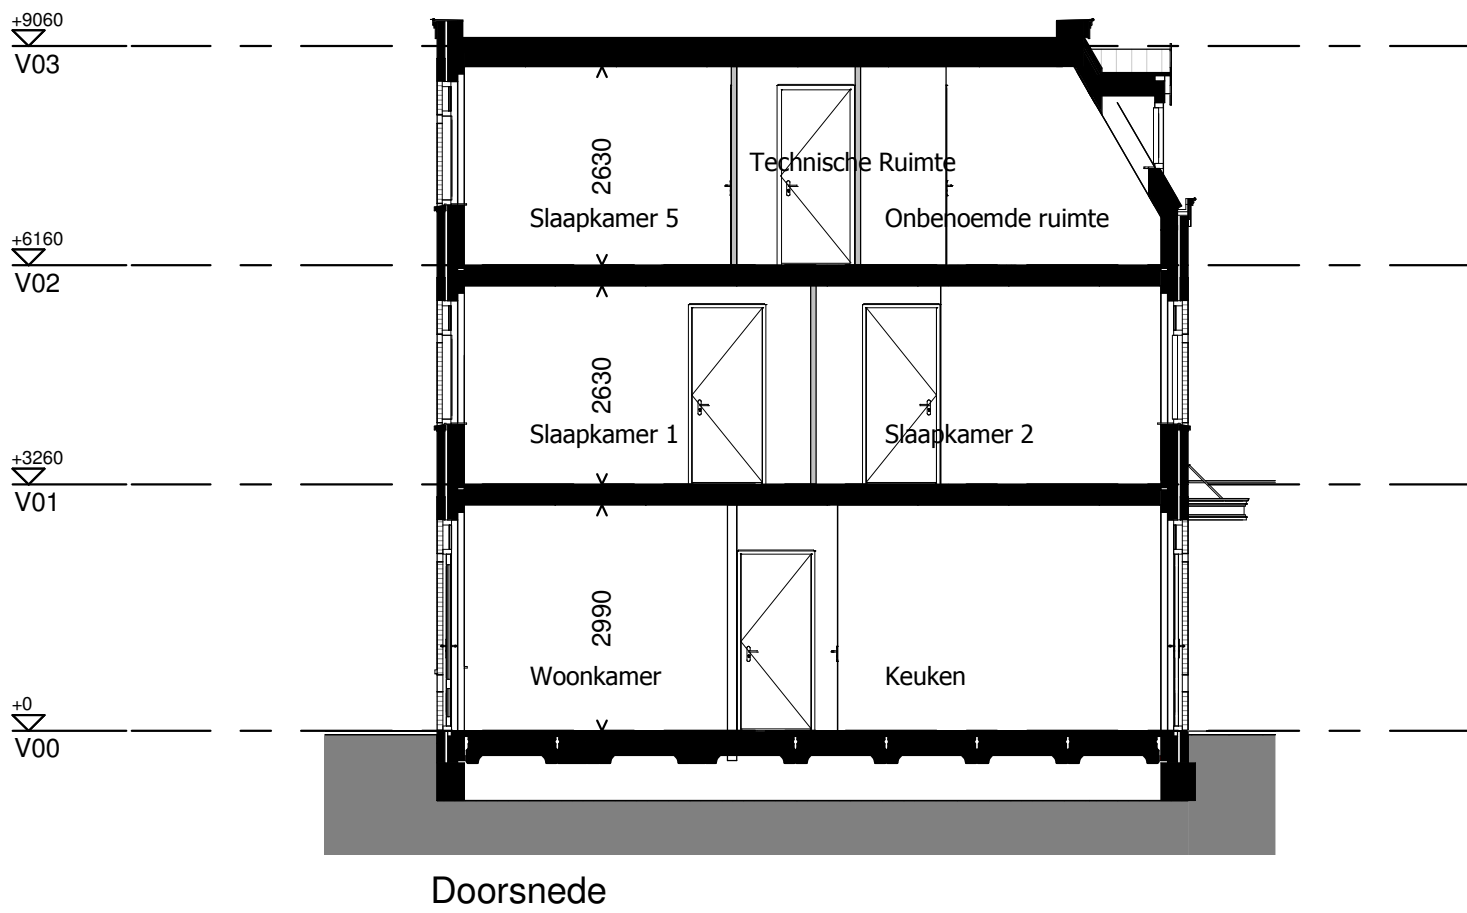 +9060
V03
2630
Technische Ruimte
Slaapkamer 5
Onbenoemde ruimte
+6160
V02
2630
Slaapkamer 1
Slaapkamer 2
+3260
V01
2990
Woonkamer
Keuken
+0
V00
Doorsnede